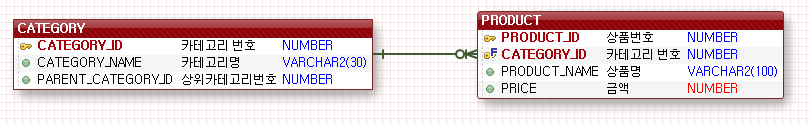 CATEGORY
CATEGORY_ID 카테고리 번호 NUMBER
CATEGORY_NAME 카테고리명 VARCHAR2(30)
PARENT_CATEGORY_ID 상위카테고리번호 NUMBER
PRODUCT
PRODUCT_ID 상품번호 NUMBER
F CATEGORY_ID 카테고리 번호 NUMBER
PRODUCT_NAME 상품명 VARCHAR2(100)
PRICE 금액 NUMBER